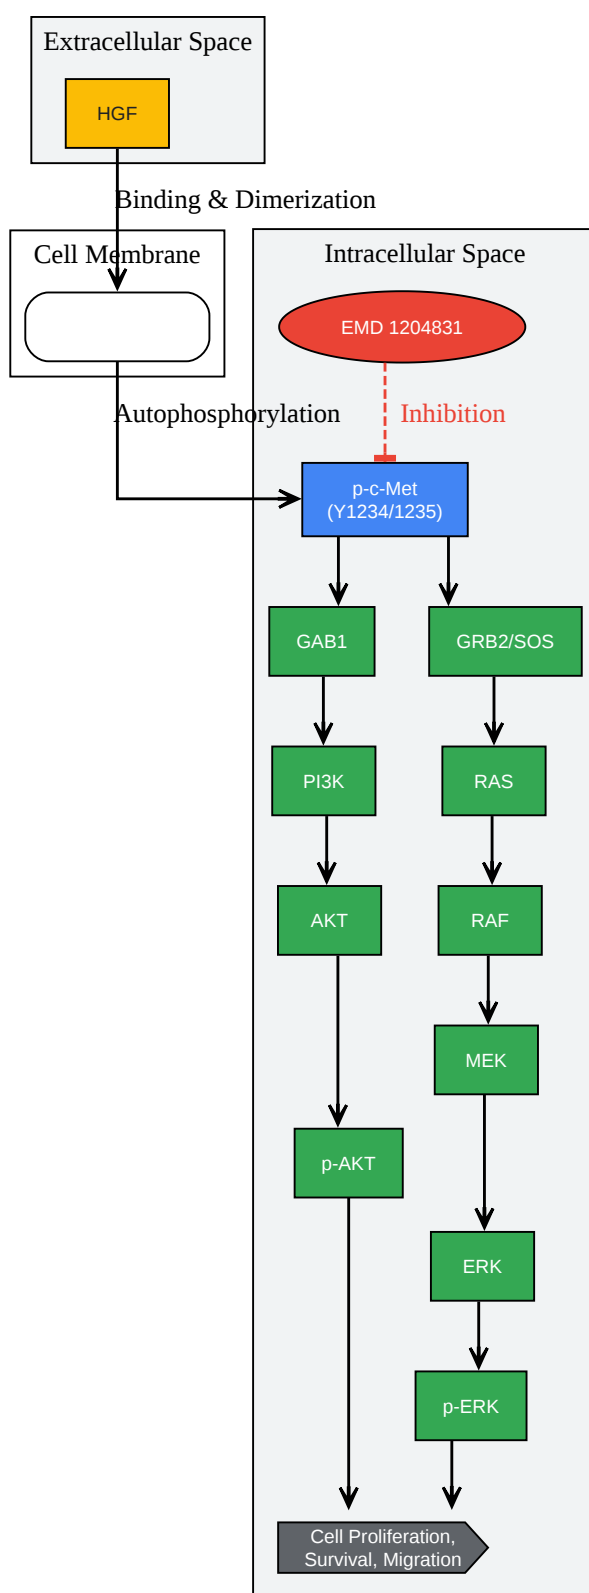 Extracellular Space
HGF
Binding & Dimerization
Cell Membrane
Intracellular Space
EMD 1204831
Autophosphorylation
Inhibition
p-c-Met
(Y1234/1235)
GAB1
GRB2/SOS
PI3K
RAS
AKT
RAF
MEK
p-AKT
ERK
p-ERK
Cell Proliferation,
Survival, Migration